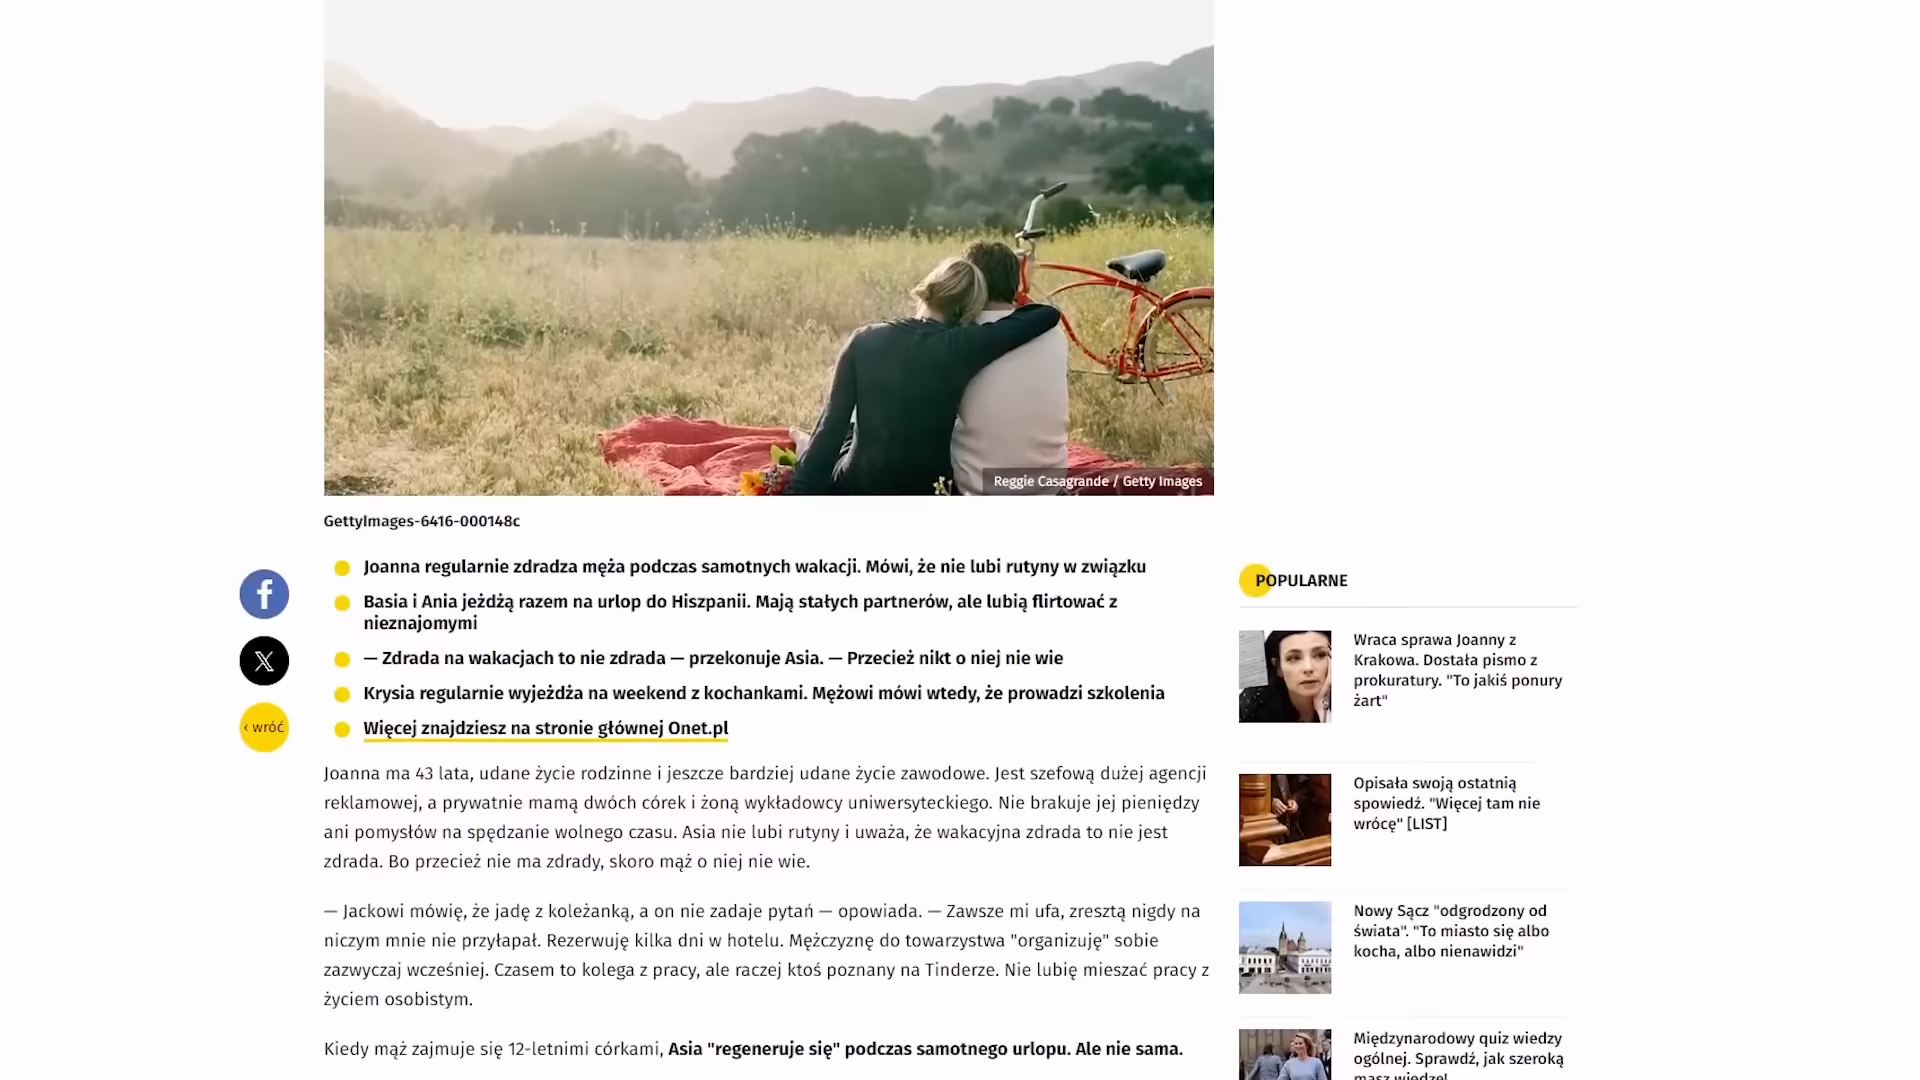 Reggie Casagrande / Getty Images
GettyImages-6416-000148c
Joanna regularnie zdradza męża podczas samotnych wakacji. Mówi, że nie lubi rutyny w związku
Basia i Ania jeżdżą razem na urlop do Hiszpanii. Mają stałych partnerów, ale lubią flirtować z
nieznajomymi
— Zdrada na wakacjach to nie zdrada — przekonuje Asia. — Przecież nikt o niej nie wie
Krysia regularnie wyjeżdża na weekend z kochankami. Mężowi mówi wtedy, że prowadzi szkolenia
Więcej znajdziesz na stronie głównej Onet.pl
‹ wróć
Joanna ma 43 lata, udane życie rodzinne i jeszcze bardziej udane życie zawodowe. Jest szefową dużej agencji
reklamowej, a prywatnie mamą dwóch córek i żoną wykładowcy uniwersyteckiego. Nie brakuje jej pieniędzy
ani pomysłów na spędzanie wolnego czasu. Asia nie lubi rutyny i uważa, że wakacyjna zdrada to nie jest
zdrada. Bo przecież nie ma zdrady, skoro mąż o niej nie wie.
— Jackowi mówię, że jadę z koleżanką, a on nie zadaje pytań — opowiada. — Zawsze mi ufa, zresztą nigdy na
niczym mnie nie przyłapał. Rezerwuję kilka dni w hotelu. Mężczyznę do towarzystwa "organizuję" sobie
zazwyczaj wcześniej. Czasem to kolega z pracy, ale raczej ktoś poznany na Tinderze. Nie lubię mieszać pracy z
życiem osobistym.
Kiedy mąż zajmuje się 12-letnimi córkami, Asia "regeneruje się" podczas samotnego urlopu. Ale nie sama.
POPULARNE
Wraca sprawa Joanny z
Krakowa. Dostała pismo z
prokuratury. "To jakiś ponury
żart"
Opisała swoją ostatnią
spowiedź. "Więcej tam nie
wrócę" [LIST]
Nowy Sącz "odgrodzony od
świata". "To miasto się albo
kocha, albo nienawidzi"
Międzynarodowy quiz wiedzy
ogólnej. Sprawdź, jak szeroką
masz wiedzę!